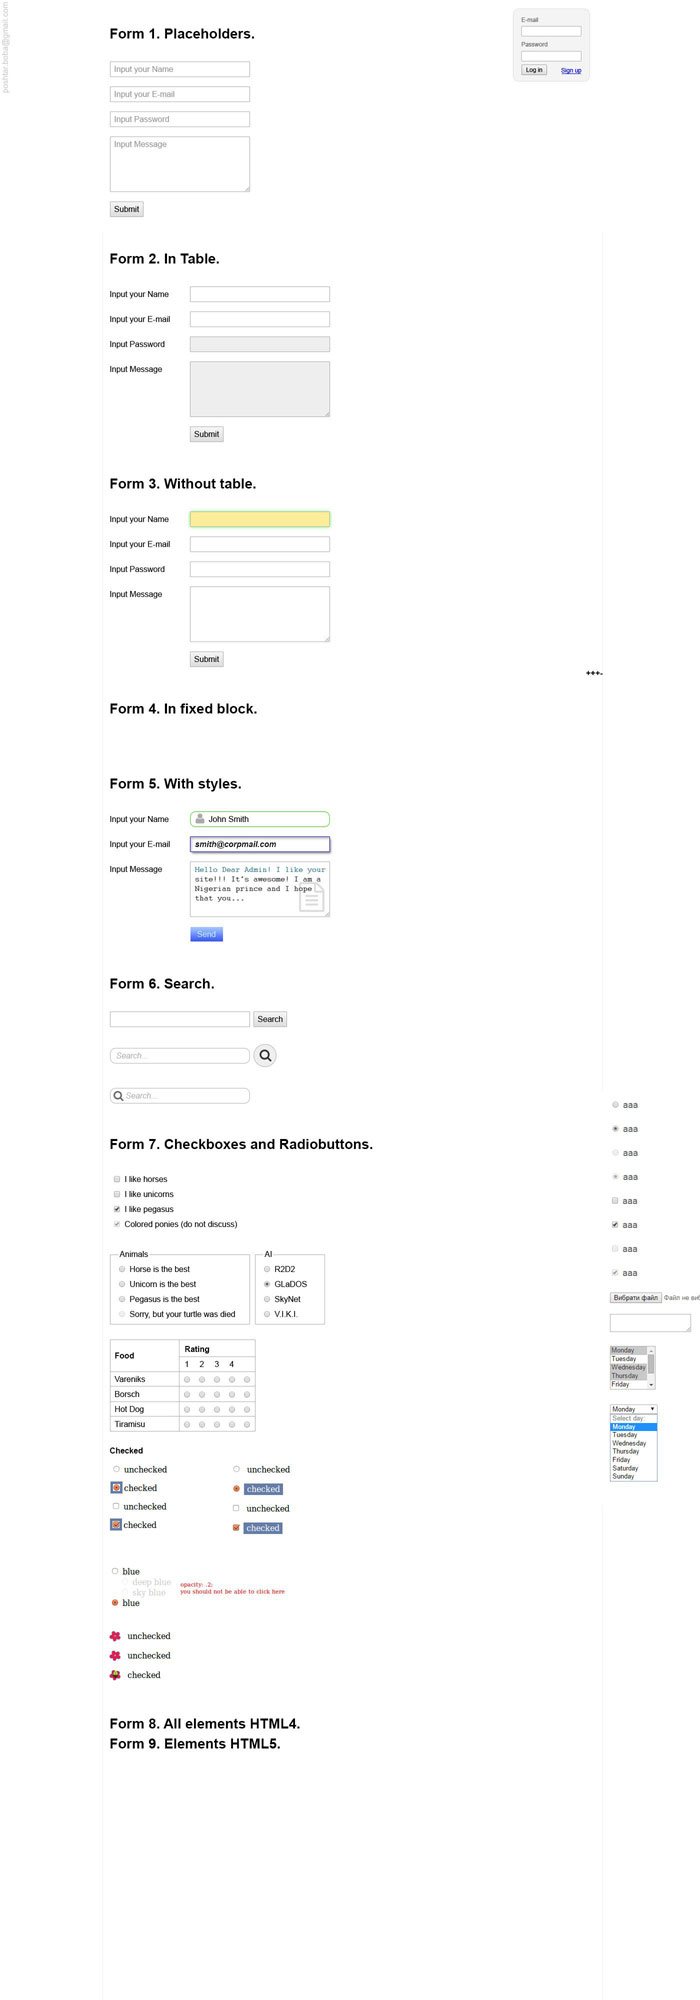 poshtar.boba@gmail.com
Form 1. Placeholders.
E-mail
Password
Log in Sign up
Input your Name
Input your E-mail
Input Password
Input Message
Submit
Form 2. In Table.
Input your Name
Input your E-mail
Input Password
Input Message
Submit
Form 3. Without table.
Input your Name
Input your E-mail
Input Password
Input Message
Submit
+++-
Form 4. In fixed block.
Form 5. With styles.
Input your Name John Smith
Input your E-mail smith@corpmail.com
Input Message
Hello Dear Admin! I like your
site!!! It's awesome! I am a
Nigerian prince and I hope
that you...
Send
Form 6. Search.
Search
Search...
Search...
Form 7. Checkboxes and Radiobuttons.
I like horses
I like unicorns
I like pegasus
Colored ponies (do not discuss)
Animals
Horse is the best
Unicorn is the best
Pegasus is the best
Sorry, but your turtle was died
AI
R2D2
GLaDOS
SkyNet
V.I.K.I.
Food Rating
1 2 3 4
Vareniks
Borsch
Hot Dog
Tiramisu
Checked
unchecked unchecked
checked checked
unchecked unchecked
checked checked
blue
deep blue
sky blue
blue
opacity: .2;
you should not be able to click here
unchecked
unchecked
checked
aaa
aaa
aaa
aaa
aaa
aaa
aaa
aaa
Вибрати файл Файл не виб
Monday
Tuesday
Wednesday
Thursday
Friday
Monday
Select day:
Monday
Tuesday
Wednesday
Thursday
Friday
Saturday
Sunday
Form 8. All elements HTML4.
Form 9. Elements HTML5.